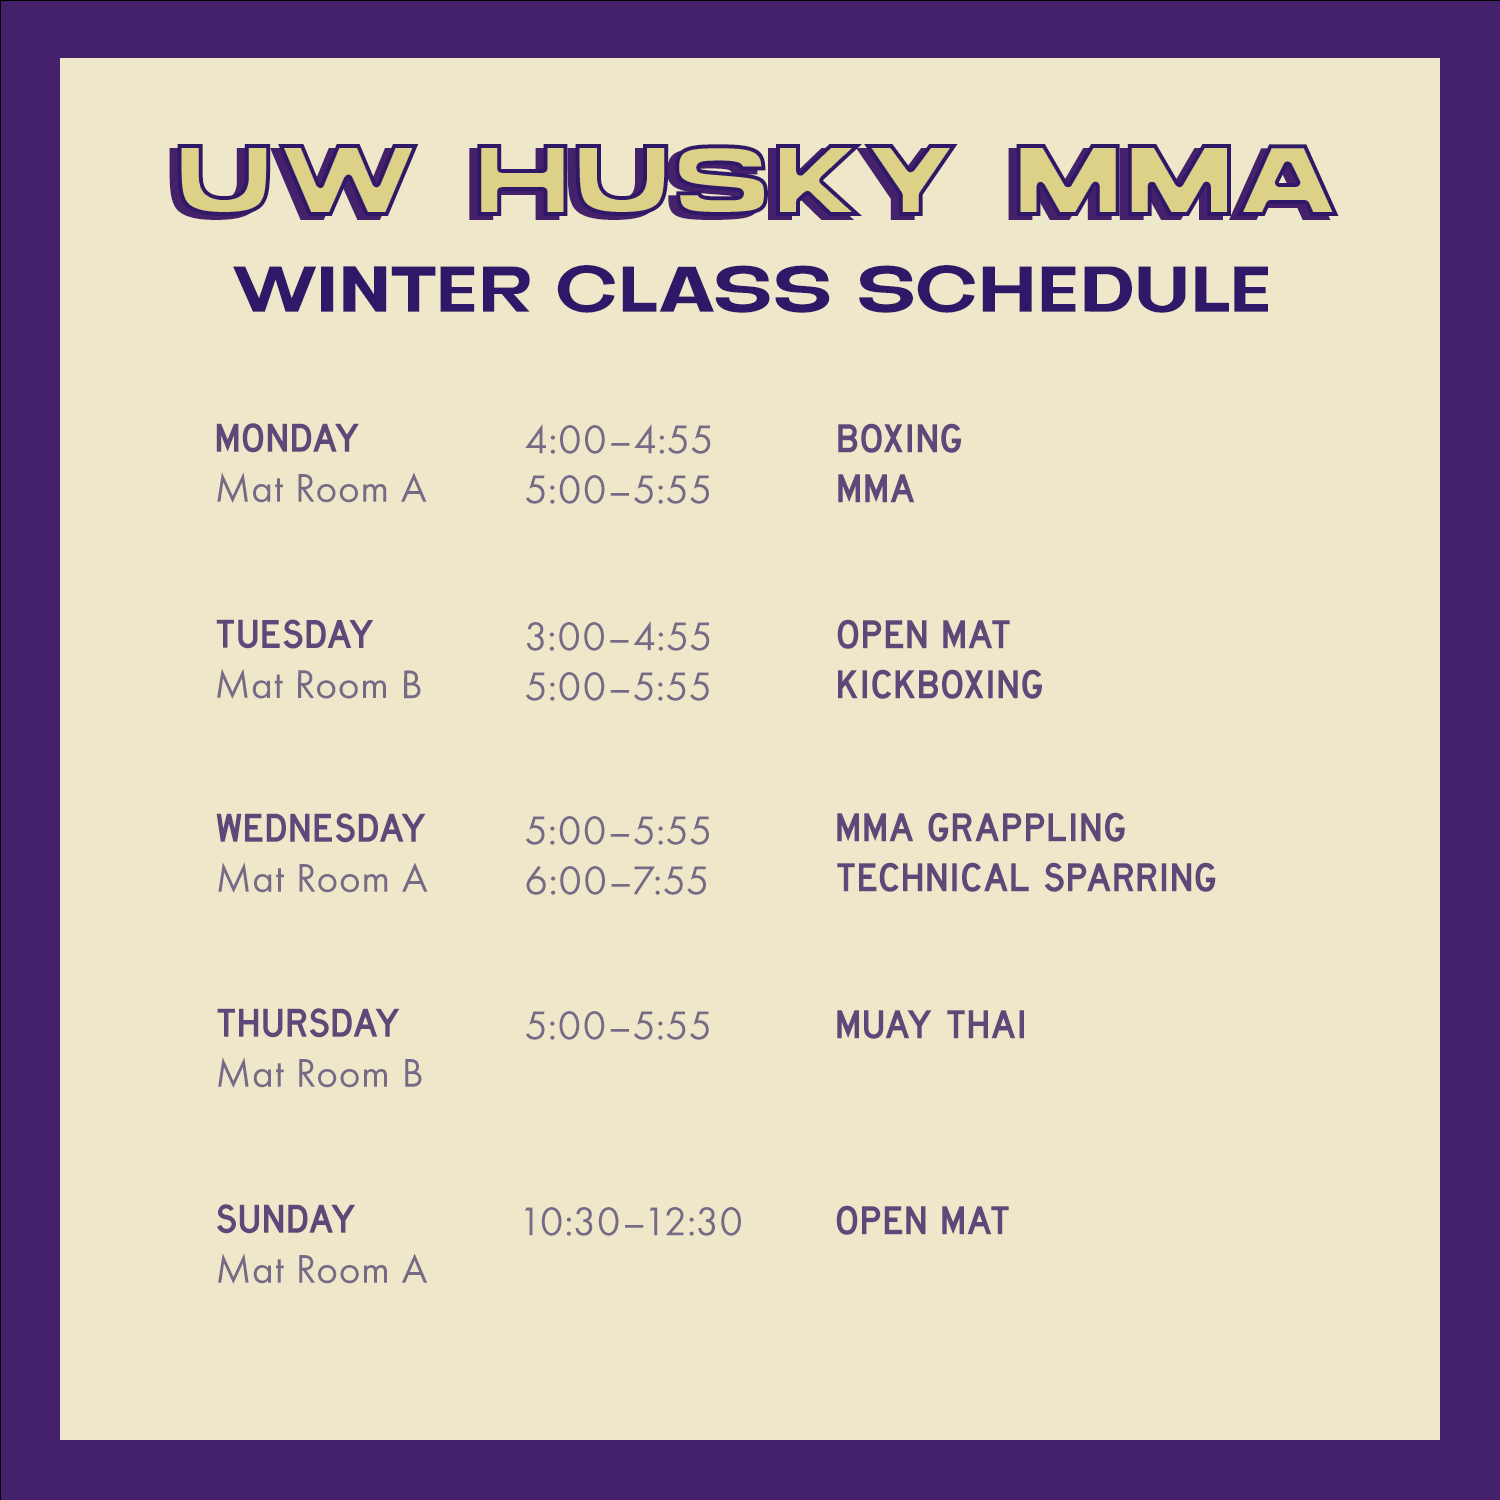 UW HUSKY MMA
WINTER CLASS SCHEDULE
MONDAY 4:00–4:55 BOXING
Mat Room A 5:00–5:55 MMA
TUESDAY 3:00–4:55 OPEN MAT
Mat Room B 5:00–5:55 KICKBOXING
WEDNESDAY 5:00–5:55 MMA GRAPPLING
Mat Room A 6:00–7:55 TECHNICAL SPARRING
THURSDAY 5:00–5:55 MUAY THAI
Mat Room B
SUNDAY 10:30–12:30 OPEN MAT
Mat Room A